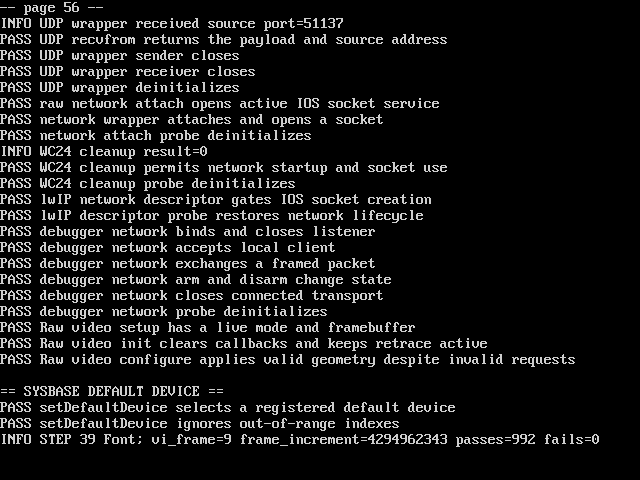 -- page 56 --
INFO UDP wrapper received source port=51137
PASS UDP recvfrom returns the payload and source address
PASS UDP wrapper sender closes
PASS UDP wrapper receiver closes
PASS UDP wrapper deinitializes
PASS raw network attach opens active IOS socket service
PASS network wrapper attaches and opens a socket
PASS network attach probe deinitializes
INFO WC24 cleanup result=0
PASS WC24 cleanup permits network startup and socket use
PASS WC24 cleanup probe deinitializes
PASS lwIP network descriptor gates IOS socket creation
PASS lwIP descriptor probe restores network lifecycle
PASS debugger network binds and closes listener
PASS debugger network accepts local client
PASS debugger network exchanges a framed packet
PASS debugger network arm and disarm change state
PASS debugger network closes connected transport
PASS debugger network probe deinitializes
PASS Raw video setup has a live mode and framebuffer
PASS Raw video init clears callbacks and keeps retrace active
PASS Raw video configure applies valid geometry despite invalid requests
== SYSBASE DEFAULT DEVICE ==
PASS setDefaultDevice selects a registered default device
PASS setDefaultDevice ignores out-of-range indexes
INFO STEP 39 Font; vi_frame=9 frame_increment=4294962343 passes=992 fails=0